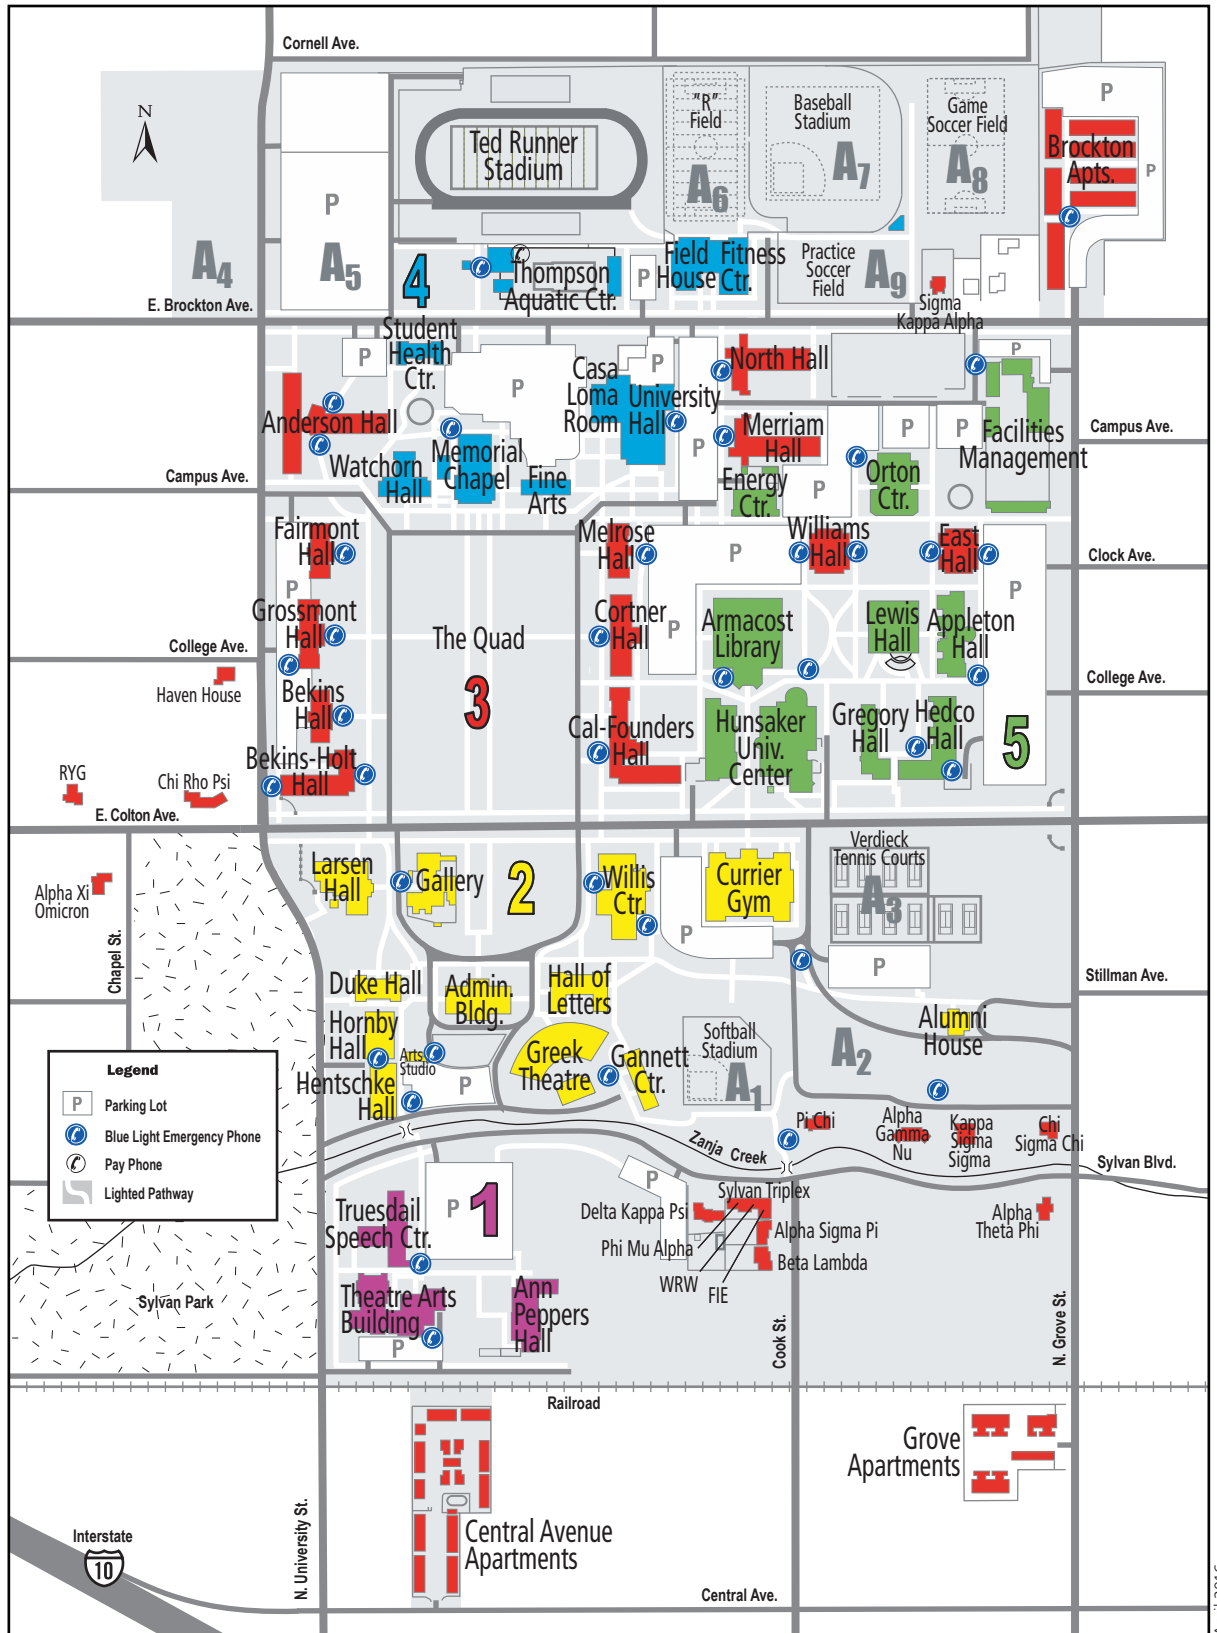 Cornell Ave.
N
"R"
Field
Baseball
Stadium
Game
Soccer Field
P
Ted Runner
Stadium
Brockton
Apts.
P
A6
A7
A8
P
A4
A5
4
Thompson
Aquatic Ctr.
P
Field
House
Fitness
Ctr.
Practice
Soccer
Field
A9
Sigma
Kappa Alpha
E. Brockton Ave.
Student
Health
Ctr.
P
P
P
P
Casa
Loma
Room
University
Hall
North Hall
Anderson Hall
Merriam
Hall
P
P
P
Facilities
Management
Campus Ave.
Campus Ave.
Watchorn
Hall
Memorial
Chapel
Fine
Arts
Energy
Ctr.
P
Orton
Ctr.
Fairmont
Hall
Melrose
Hall
P
Williams
Hall
East
Hall
Clock Ave.
P
P
Grossmont
Hall
The Quad
Cortner
Hall
P
Armacost
Library
Lewis
Hall
Appleton
Hall
College Ave.
College Ave.
Haven House
Bekins
Hall
3
Cal-Founders
Hall
Hunsaker
Univ.
Center
Gregory
Hall
Hedco
Hall
5
Bekins-Holt
Hall
RYG
Chi Rho Psi
E. Colton Ave.
Larsen
Hall
Gallery
2
Willis
Ctr.
Currier
Gym
Verdieck
Tennis Courts
A3
Alpha Xi
Omicron
Chapel St.
P
P
Stillman Ave.
Duke Hall
Admin.
Bldg.
Hall of
Letters
Hornby
Hall
Arts
Studio
Greek
Theatre
Gannett
Ctr.
Softball
Stadium
A1
A2
Alumni
House
Hentschke
Hall
P
Legend
P Parking Lot
Blue Light Emergency Phone
Pay Phone
Lighted Pathway
Zanja Creek
Pi Chi
Alpha
Gamma
Nu
Kappa
Sigma
Sigma
Chi
Sigma Chi
Sylvan Blvd.
Truesdail
Speech Ctr.
P
1
P
Sylvan Triplex
Delta Kappa Psi
Phi Mu Alpha
Alpha Sigma Pi
Beta Lambda
WRW
FIE
Alpha
Theta Phi
Sylvan Park
Theatre Arts
Building
P
Ann
Peppers
Hall
Cook St.
N. Grove St.
Railroad
Grove
Apartments
N. University St.
Central Avenue
Apartments
Interstate
10
Central Ave.